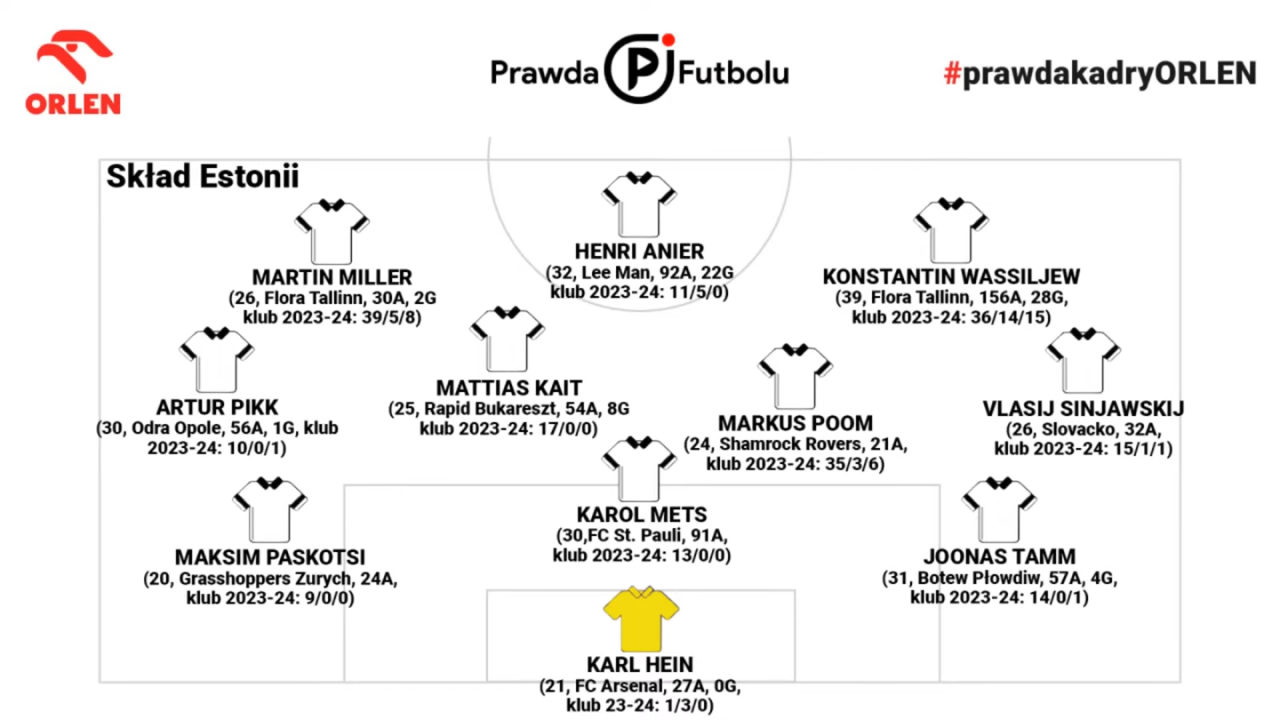 ORLEN
Prawda Pi Futbolu
#prawdakadryORLEN
Skład Estonii
HENRI ANIER
(32, Lee Man, 92A, 22G
klub 2023-24: 11/5/0)
MARTIN MILLER
(26, Flora Tallinn, 30A, 2G
klub 2023-24: 39/5/8)
KONSTANTIN WASSILJEW
(39, Flora Tallinn, 156A, 28G,
klub 2023-24: 36/14/15)
MATTIAS KAIT
(25, Rapid Bukareszt, 54A, 8G
klub 2023-24: 17/0/0)
ARTUR PIKK
(30, Odra Opole, 56A, 1G, klub
2023-24: 10/0/1)
MARKUS POOM
(24, Shamrock Rovers, 21A,
klub 2023-24: 35/3/6)
VLASIJ SINJAWSKIJ
(26, Slovacko, 32A,
klub 2023-24: 15/1/1)
KAROL METS
(30,FC St. Pauli, 91A,
klub 2023-24: 13/0/0)
MAKSIM PASKOTSI
(20, Grasshoppers Zurych, 24A,
klub 2023-24: 9/0/0)
JOONAS TAMM
(31, Botew Płowdiw, 57A, 4G,
klub 2023-24: 14/0/1)
KARL HEIN
(21, FC Arsenal, 27A, 0G,
klub 23-24: 1/3/0)